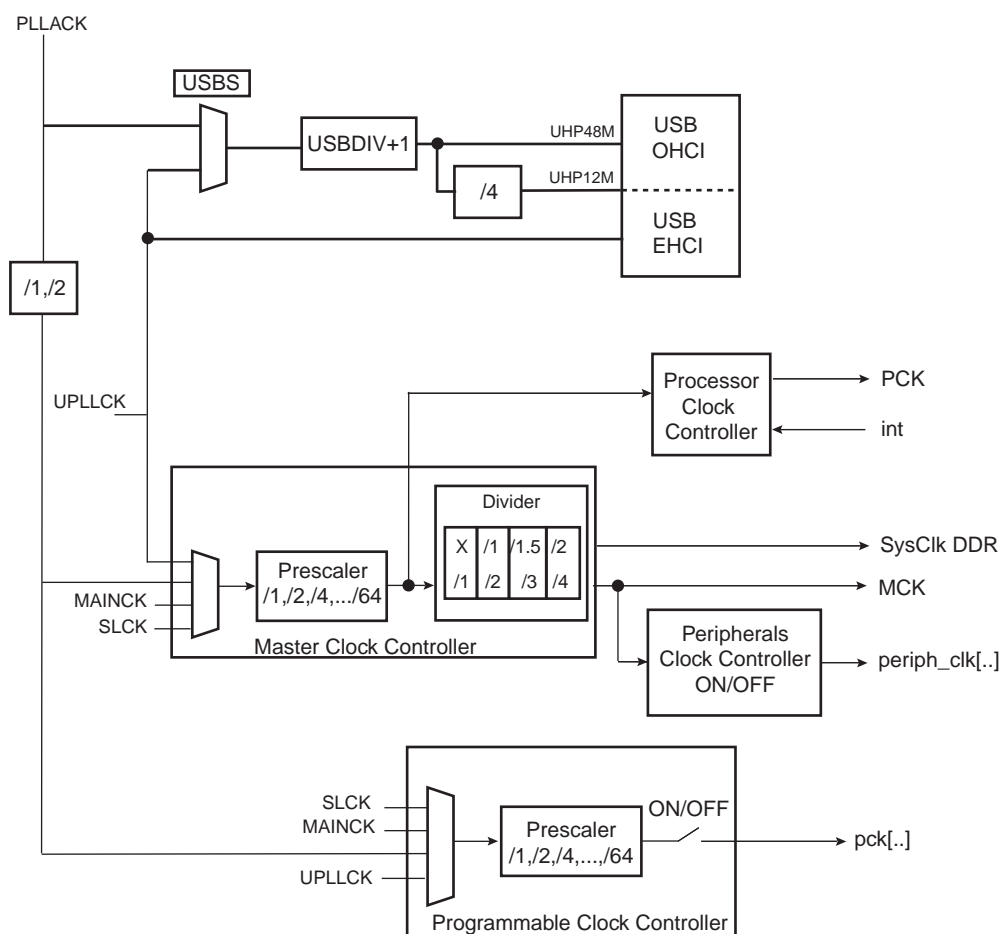 PLLACK
USBS
USBDIV+1
UHP48M
USB
OHCI
/4
UHP12M
USB
EHCI
/1,/2
UPLLCK
Processor
Clock
Controller
PCK
int
Divider
X /1 /1.5 /2
/1 /2 /3 /4
Prescaler
/1,/2,/4,.../64
MAINCK
SLCK
Master Clock Controller
SysClk DDR
MCK
Peripherals
Clock Controller
ON/OFF
periph_clk[..]
SLCK
MAINCK
UPLLCK
Prescaler
/1,/2,/4,...,/64
ON/OFF
pck[..]
Programmable Clock Controller